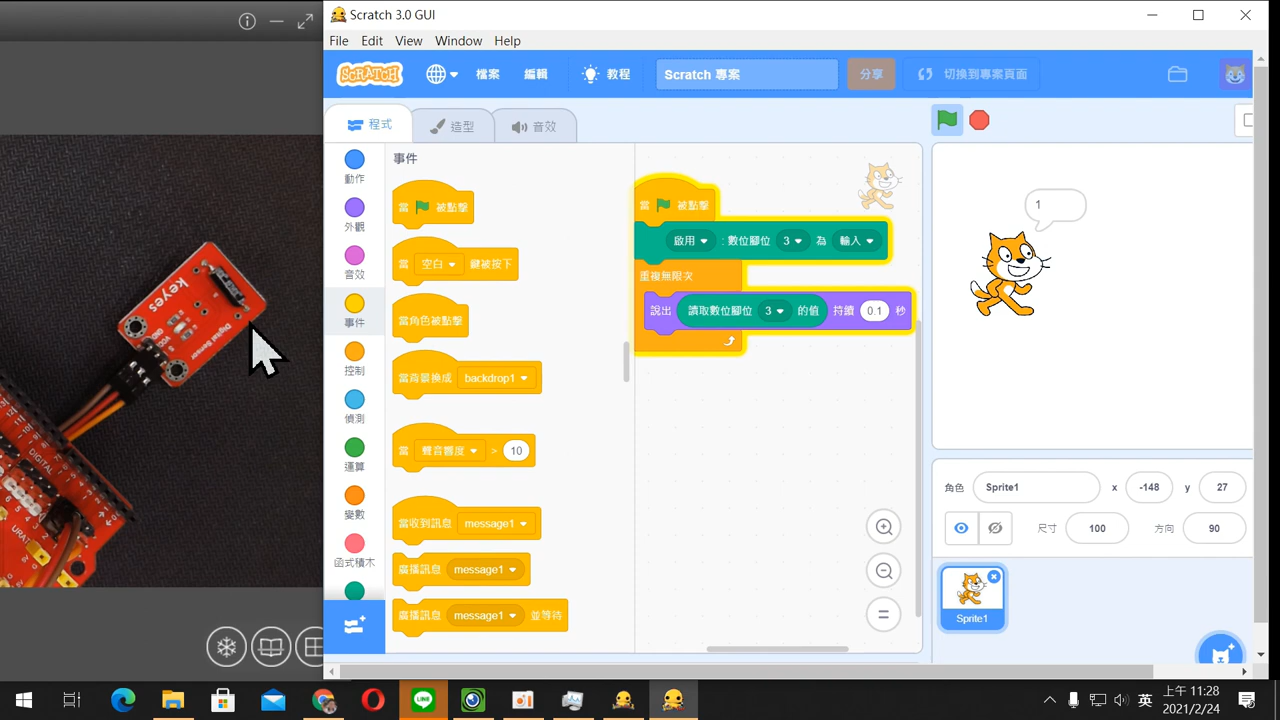 Scratch 3.0 GUI
File Edit View Window Help
SCRATCH
檔案
編輯
教程
Scratch 專案
分享
切換到專案頁面
程式
造型
音效
動作
外觀
音效
事件
控制
偵測
運算
變數
函式積木
事件
當 被點擊
當 空白 鍵被按下
當角色被點擊
當背景換成 backdrop1
當 聲音響度 > 10
當收到訊息 message1
廣播訊息 message1
廣播訊息 message1 並等待
當 被點擊
啟用 : 數位腳位 3 為 輸入
重複無限次
說出 讀取數位腳位 3 的值 持續 0.1 秒
1
角色 Sprite1 x -148 y 27
尺寸 100 方向 90
Sprite1
keyes
Digital Sensor
GND
VDD
S
DIGITAL
URAT
LINE
英
上午 11:28
2021/2/24